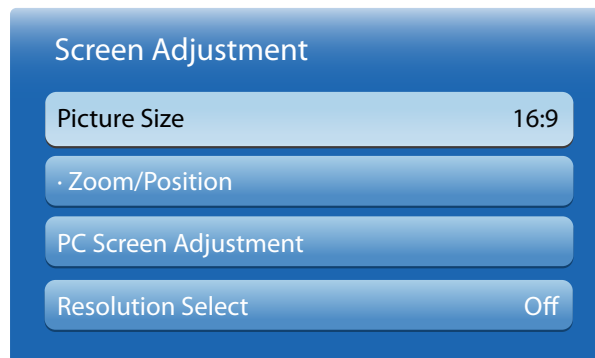 Screen Adjustment
Picture Size 16:9
· Zoom/Position
PC Screen Adjustment
Resolution Select Off